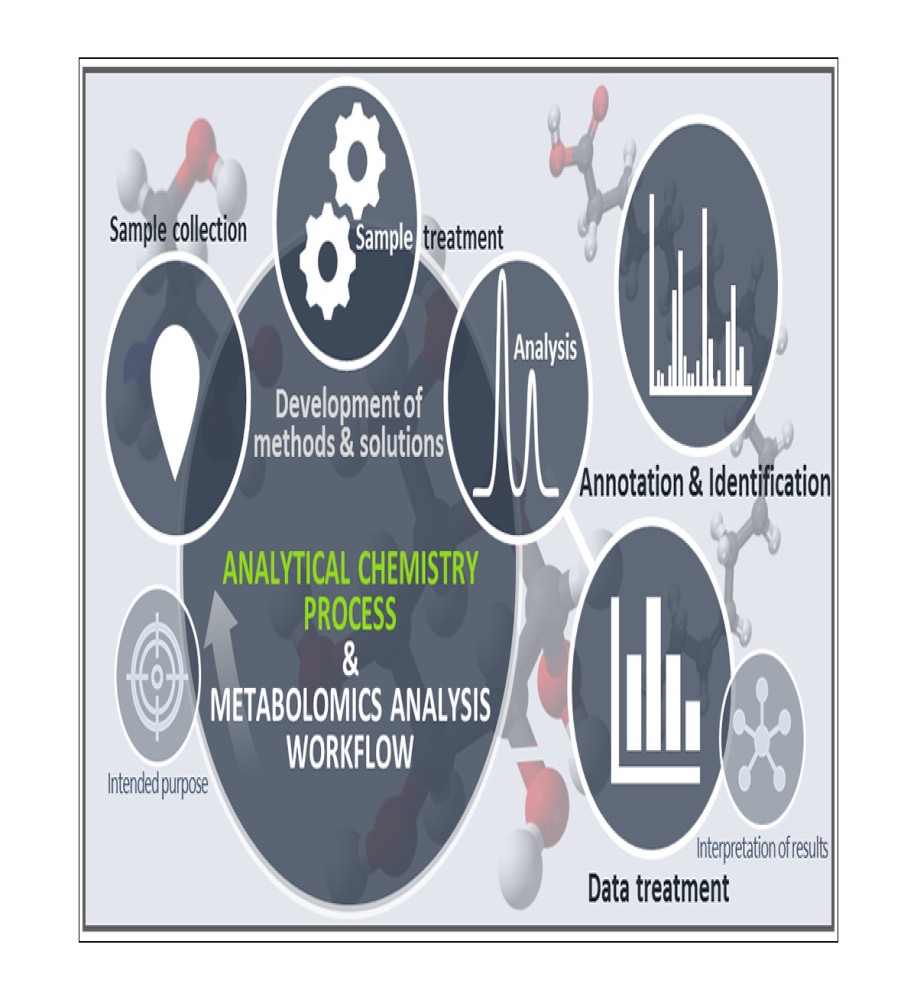 Sample collection
Sample treatment
Analysis
Development of
methods & solutions
Annotation & Identification
ANALYTICAL CHEMISTRY
PROCESS
&
METABOLOMICS ANALYSIS
WORKFLOW
Intended purpose
Interpretation of results
Data treatment